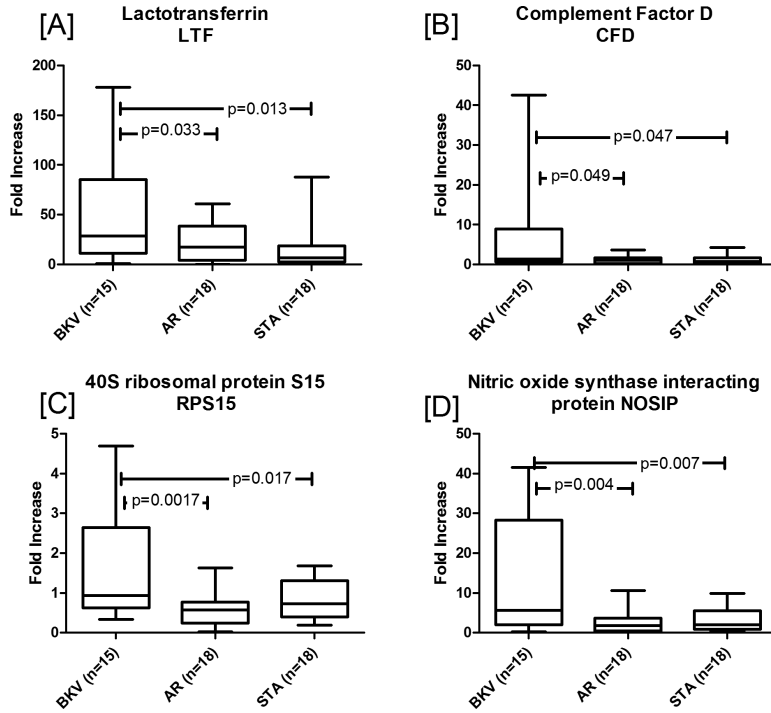 [A]
Lactotransferrin
LTF
Fold Increase
200
150
100
50
0
p=0.013
p=0.033
BKV (n=15)
AR (n=18)
STA (n=18)
[B]
Complement Factor D
CFD
Fold Increase
50
40
30
20
10
0
p=0.047
p=0.049
BKV (n=15)
AR (n=18)
STA (n=18)
[C]
40S ribosomal protein S15
RPS15
Fold Increase
5
4
3
2
1
0
p=0.017
p=0.0017
BKV (n=15)
AR (n=18)
STA (n=18)
[D]
Nitric oxide synthase interacting
protein NOSIP
Fold Increase
50
40
30
20
10
0
p=0.007
p=0.004
BKV (n=15)
AR (n=18)
STA (n=18)